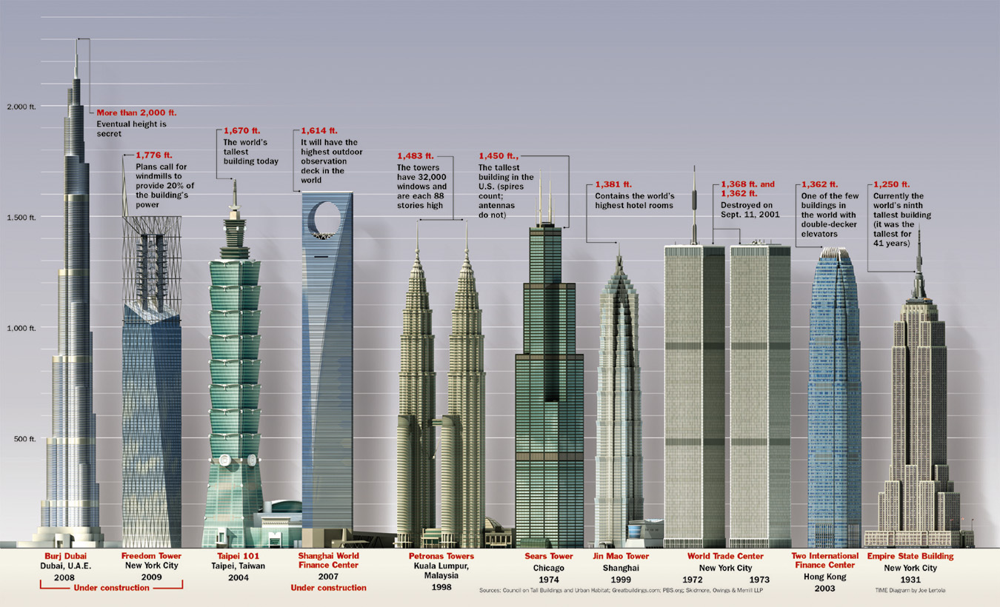 2,000 ft.
1,500 ft.
1,000 ft.
500 ft.
More than 2,000 ft.
Eventual height is
secret
1,776 ft.
Plans call for
windmills to
provide 20% of
the building's
power
1,670 ft.
The world's
tallest
building today
1,614 ft.
It will have the
highest outdoor
observation
deck in the
world
1,483 ft.
The towers
have 32,000
windows and
are each 88
stories high
1,450 ft.,
The tallest
building in the
U.S. (spires
count;
antennas
do not)
1,381 ft.
Contains the world's
highest hotel rooms
1,368 ft. and
1,362 ft.
Destroyed on
Sept. 11, 2001
1,362 ft.
One of the few
buildings in
the world with
double-decker
elevators
1,250 ft.
Currently the
world's ninth
tallest building
(it was the
tallest for
41 years)
Burj Dubai
Dubai, U.A.E.
2008
Freedom Tower
New York City
2009
Under construction
Taipei 101
Taipei, Taiwan
2004
Shanghai World
Finance Center
2007
Under construction
Petronas Towers
Kuala Lumpur,
Malaysia
1998
Sears Tower
Chicago
1974
Jin Mao Tower
Shanghai
1999
World Trade Center
New York City
1972 1973
Two International
Finance Center
Hong Kong
2003
Empire State Building
New York City
1931
Sources: Council on Tall Buildings and Urban Habitat; Greatbuildings.com; PBS.org; Skidmore, Owings & Merrill LLP
TIME Diagram by Joe Lertola